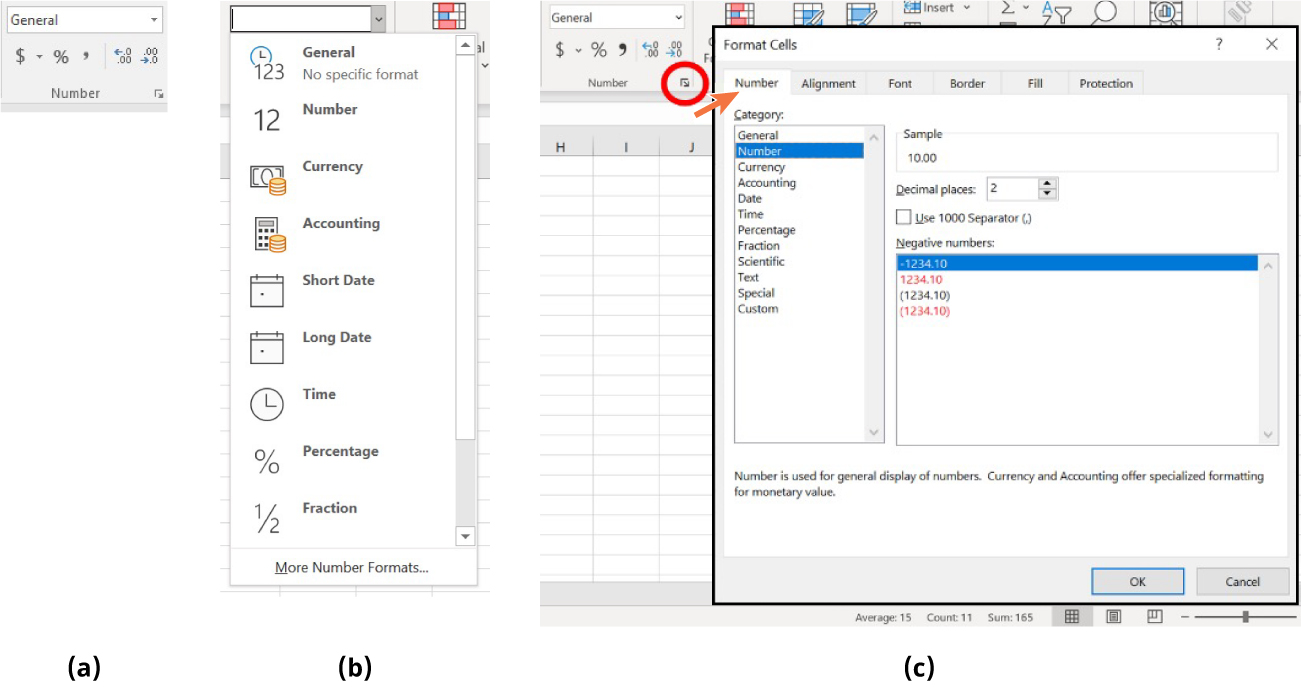 General
$ % , .00 .00
Number
General
123
No specific format
12
Number
Currency
Accounting
Short Date
Long Date
Time
%
Percentage
1/2
Fraction
More Number Formats...
General
Insert
$ % , .00 .00
Number
H I J
Format Cells
? ×
Number Alignment Font Border Fill Protection
Category:
General
Number
Currency
Accounting
Date
Time
Percentage
Fraction
Scientific
Text
Special
Custom
Sample
10.00
Decimal places: 2
Use 1000 Separator (,)
Negative numbers:
-1234.10
1234.10
(1234.10)
(1234.10)
Number is used for general display of numbers. Currency and Accounting offer specialized formatting
for monetary value.
OK Cancel
Average: 15 Count: 11 Sum: 165
(a) (b) (c)